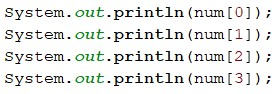 System.out.println(num[0]);
System.out.println(num[1]);
System.out.println(num[2]);
System.out.println(num[3]);